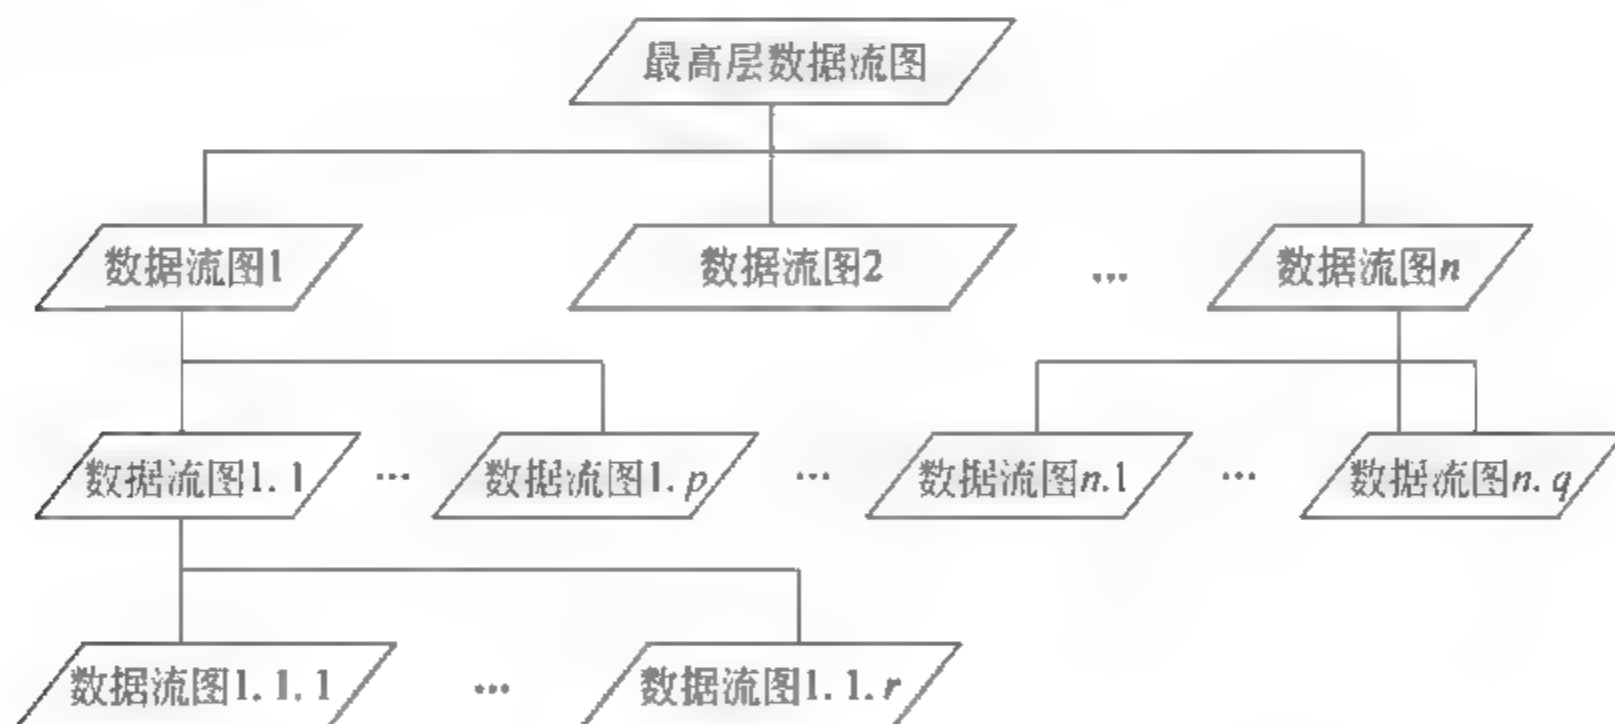 最高层数据流图
数据流图1 数据流图2 … 数据流图n
数据流图1.1 … 数据流图1.p … 数据流图n.1 … 数据流图n.q
数据流图1.1.1 … 数据流图1.1.r